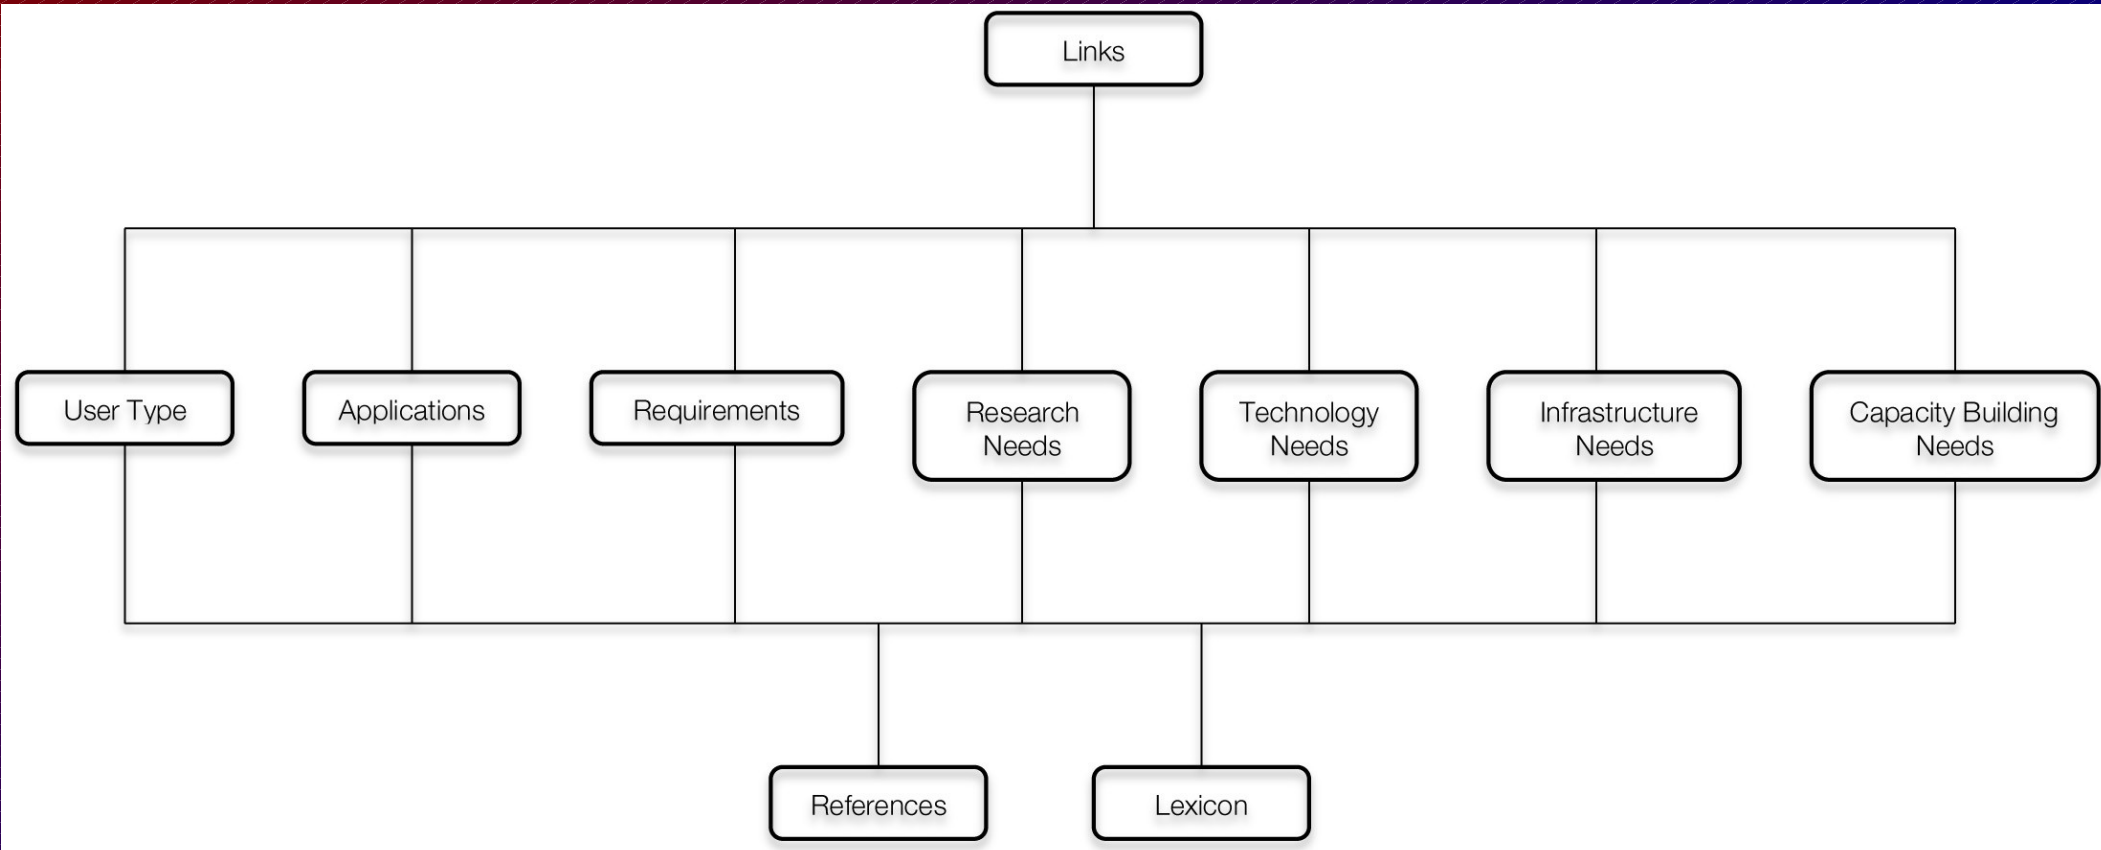 Links
User Type
Applications
Requirements
Research
Needs
Technology
Needs
Infrastructure
Needs
Capacity Building
Needs
References
Lexicon